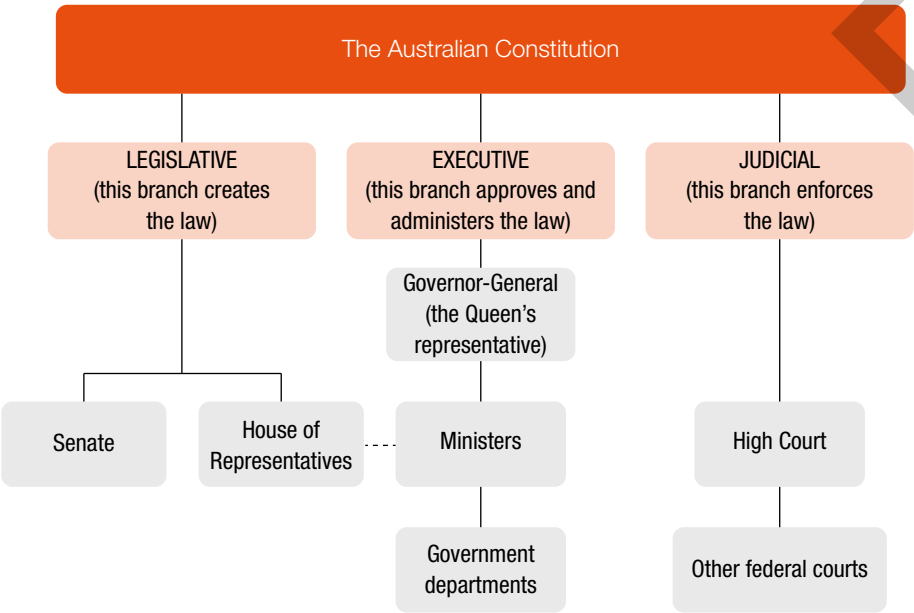 The Australian Constitution
LEGISLATIVE
(this branch creates
the law)
EXECUTIVE
(this branch approves and
administers the law)
JUDICIAL
(this branch enforces
the law)
Governor-General
(the Queen’s
representative)
Senate
House of
Representatives
Ministers
High Court
Government
departments
Other federal courts